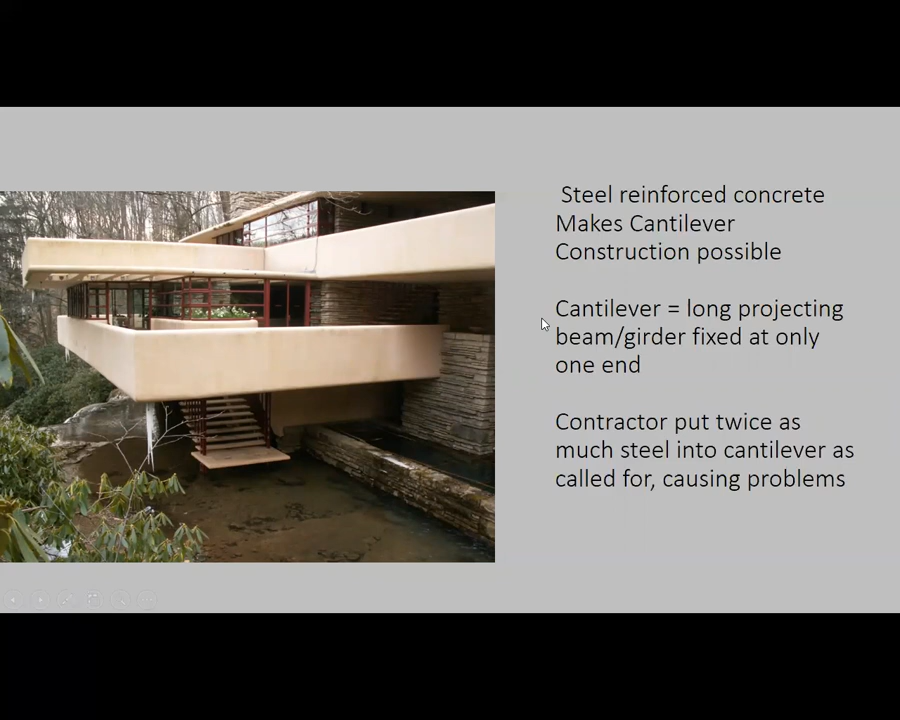 Steel reinforced concrete
Makes Cantilever
Construction possible
Cantilever = long projecting
beam/girder fixed at only
one end
Contractor put twice as
much steel into cantilever as
called for, causing problems